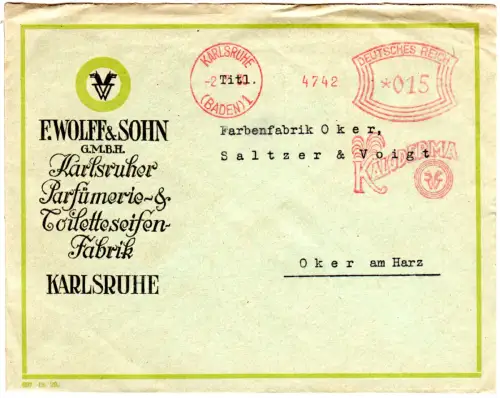 F. WOLFF & SOHN
G.M.B.H.
Karlsruher
Parfümerie- &
Toiletteseifen-
Fabrik
KARLSRUHE
KARLSRUHE
-2
(BADEN) 1
Titl.
4742
DEUTSCHES REICH
*015
KALODERMA
Farbenfabrik Oker,
Saltzer & Voigt
Oker am Harz